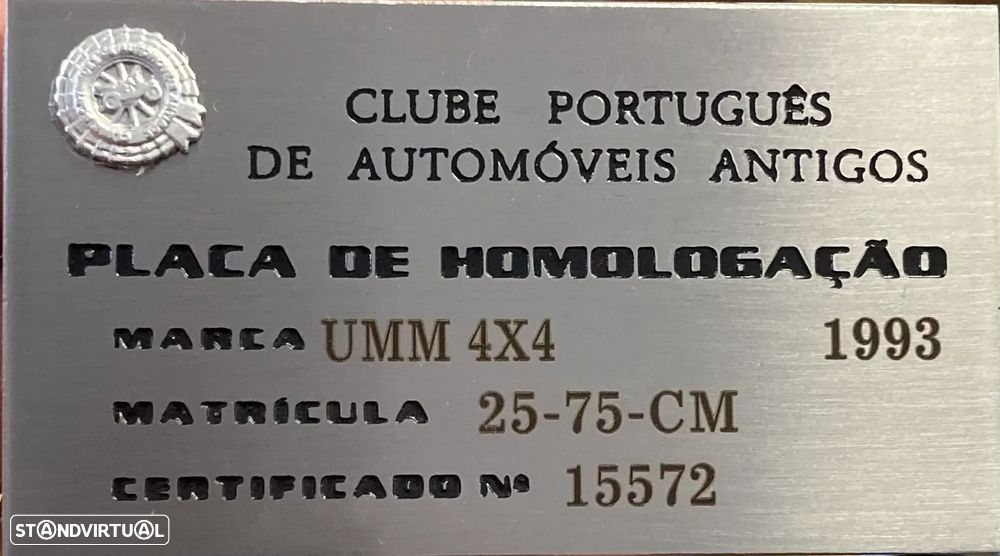 CLUBE PORTUGUÊS
DE AUTOMÓVEIS ANTIGOS
PLACA DE HOMOLOGAÇÃO
MARCA UMM 4X4 1993
MATRÍCULA 25-75-CM
CERTIFICADO Nº 15572
STANDVIRTUAL